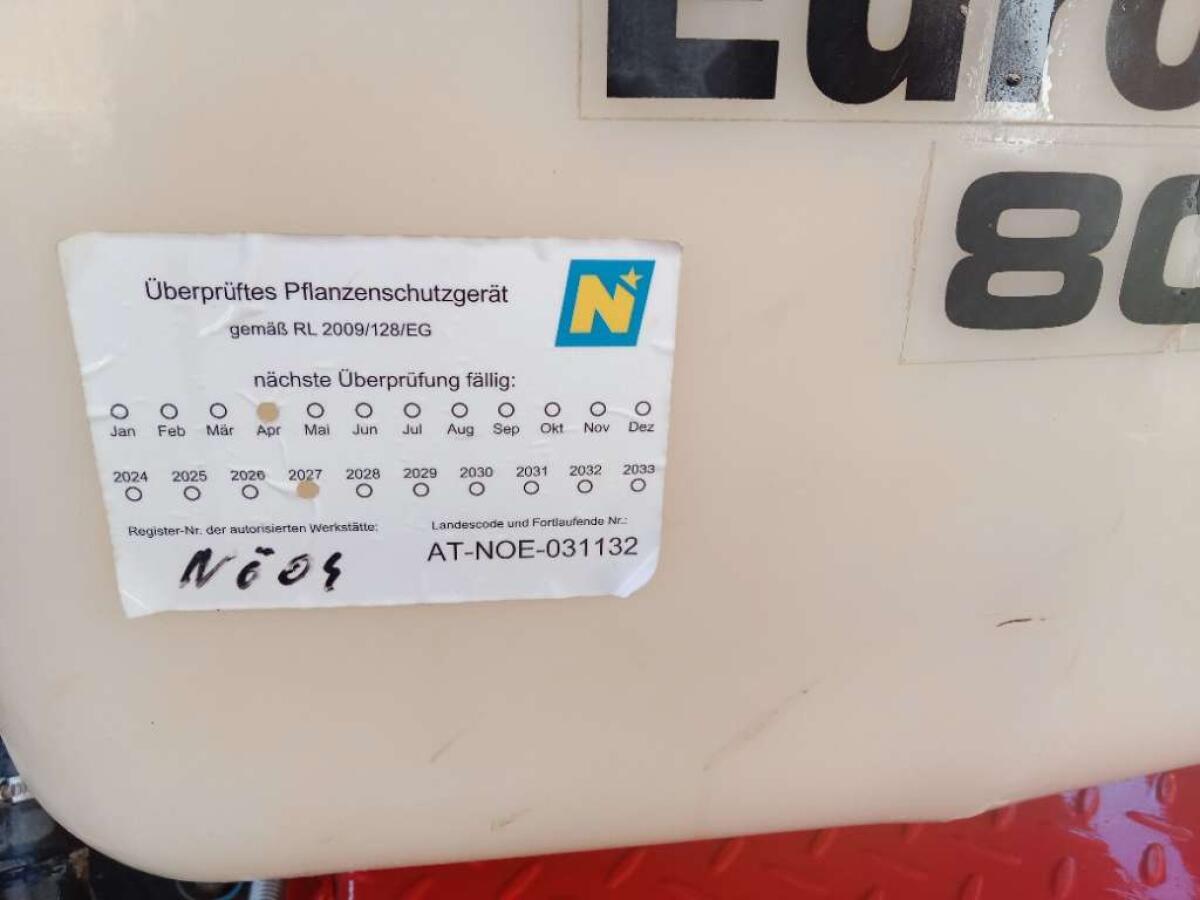 Euro
80
Überprüftes Pflanzenschutzgerät
gemäß RL 2009/128/EG
N
nächste Überprüfung fällig:
Jan Feb Mär Apr Mai Jun Jul Aug Sep Okt Nov Dez
2024 2025 2026 2027 2028 2029 2030 2031 2032 2033
Register-Nr. der autorisierten Werkstätte:
Landescode und Fortlaufende Nr.:
NÖ04
AT-NOE-031132